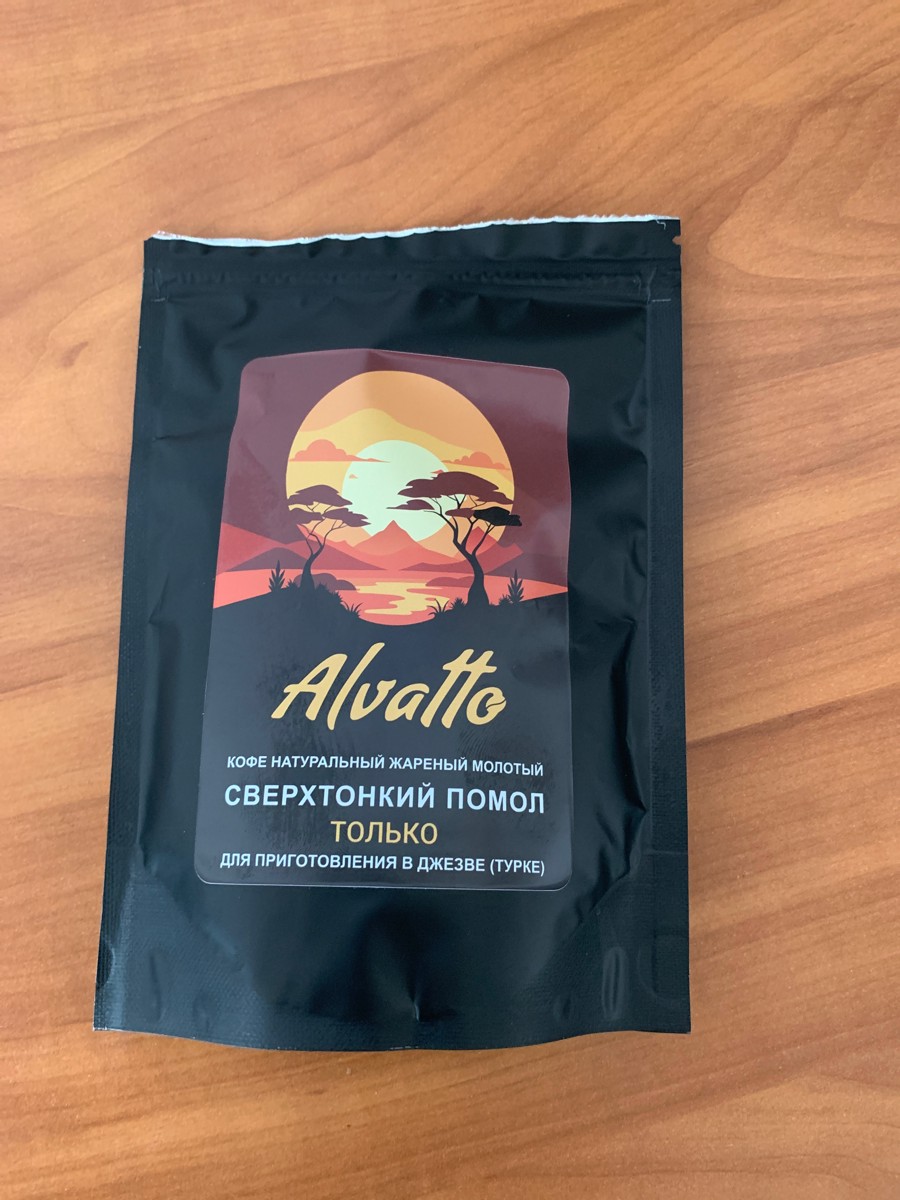 Alvatto
КОФЕ НАТУРАЛЬНЫЙ ЖАРЕНЫЙ МОЛОТЫЙ
СВЕРХТОНКИЙ ПОМОЛ
ТОЛЬКО
ДЛЯ ПРИГОТОВЛЕНИЯ В ДЖЕЗВЕ (ТУРКЕ)